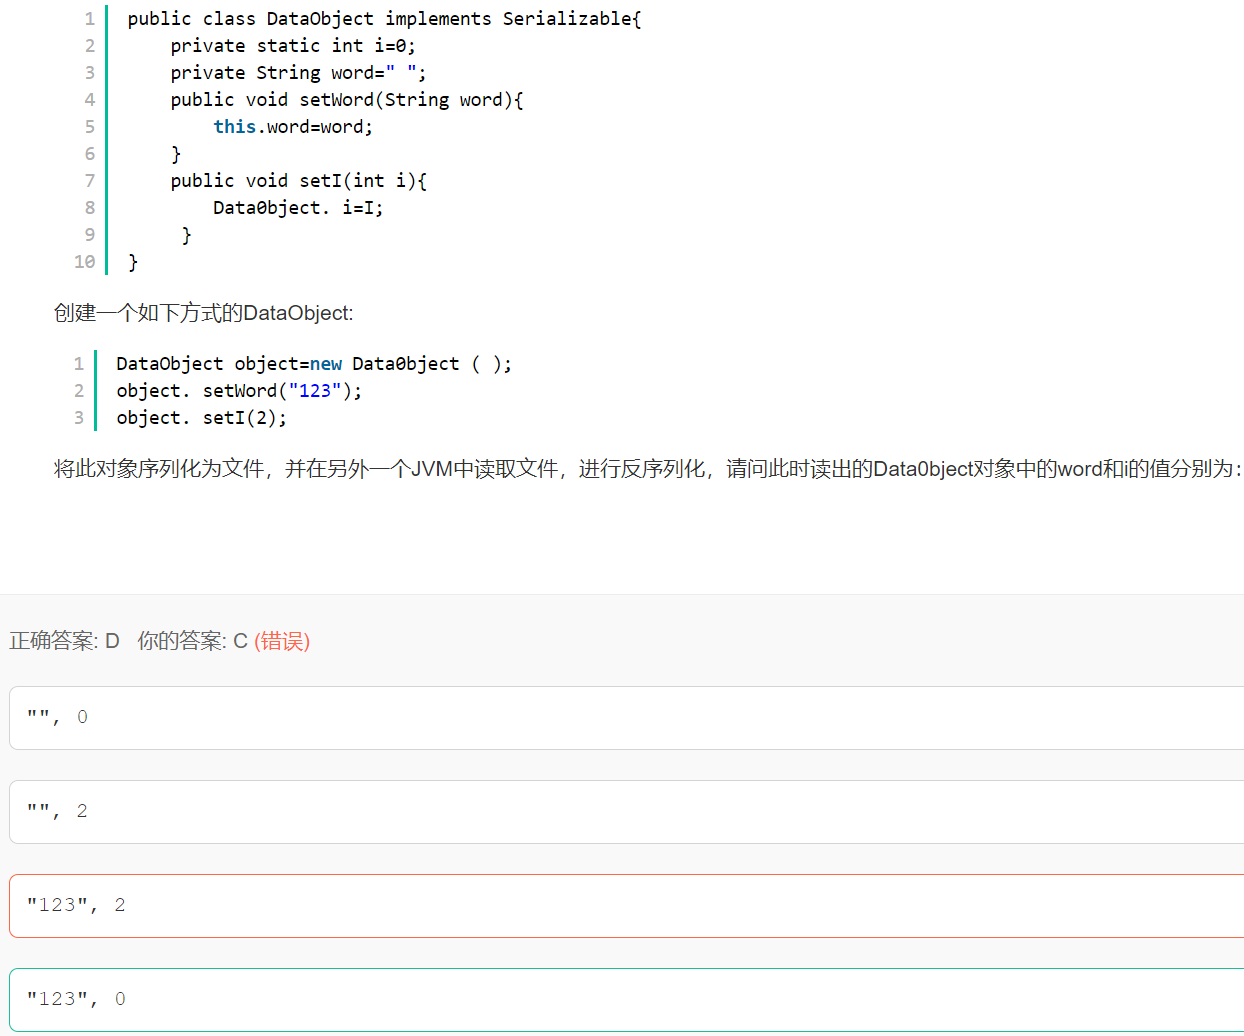 1 public class DataObject implements Serializable{
2 private static int i=0;
3 private String word=" ";
4 public void setWord(String word){
5 this.word=word;
6 }
7 public void setI(int i){
8 Data0bject. i=I;
9 }
10 }
创建一个如下方式的DataObject:
1 DataObject object=new Data0bject ( );
2 object. setWord("123");
3 object. setI(2);
将此对象序列化为文件，并在另外一个JVM中读取文件，进行反序列化，请问此时读出的Data0bject对象中的word和i的值分别为：
正确答案: D 你的答案: C (错误)
"", 0
"", 2
"123", 2
"123", 0